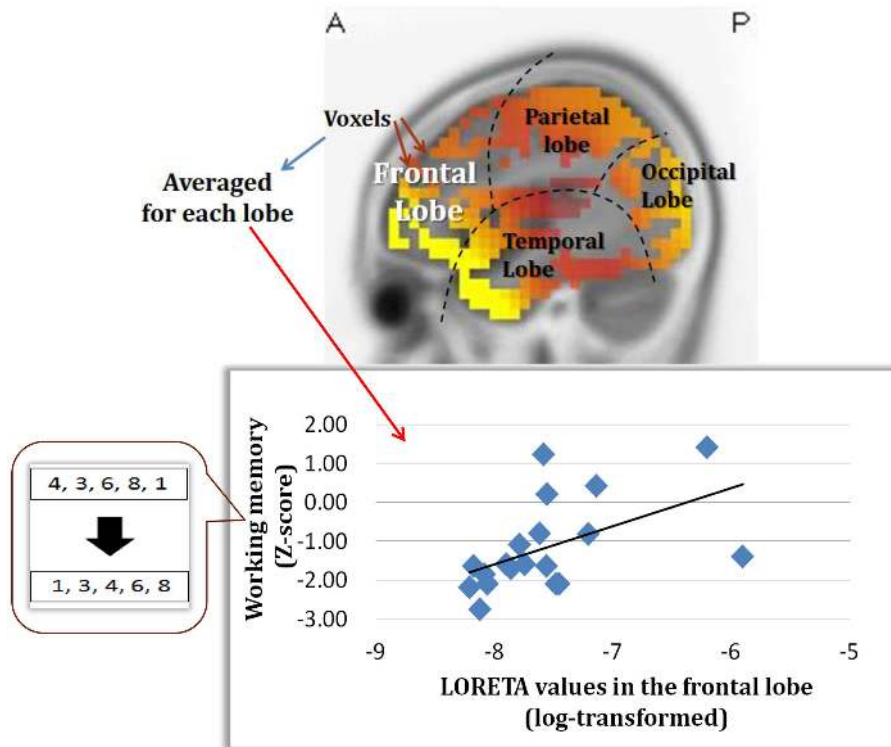 A
P
Voxels
Parietal
lobe
Averaged
for each lobe
Frontal
Lobe
Occipital
Lobe
Temporal
Lobe
4, 3, 6, 8, 1
1, 3, 4, 6, 8
Working memory
(Z-score)
2.00
1.00
0.00
-1.00
-2.00
-3.00
-9
-8
-7
-6
-5
LORETA values in the frontal lobe
(log-transformed)